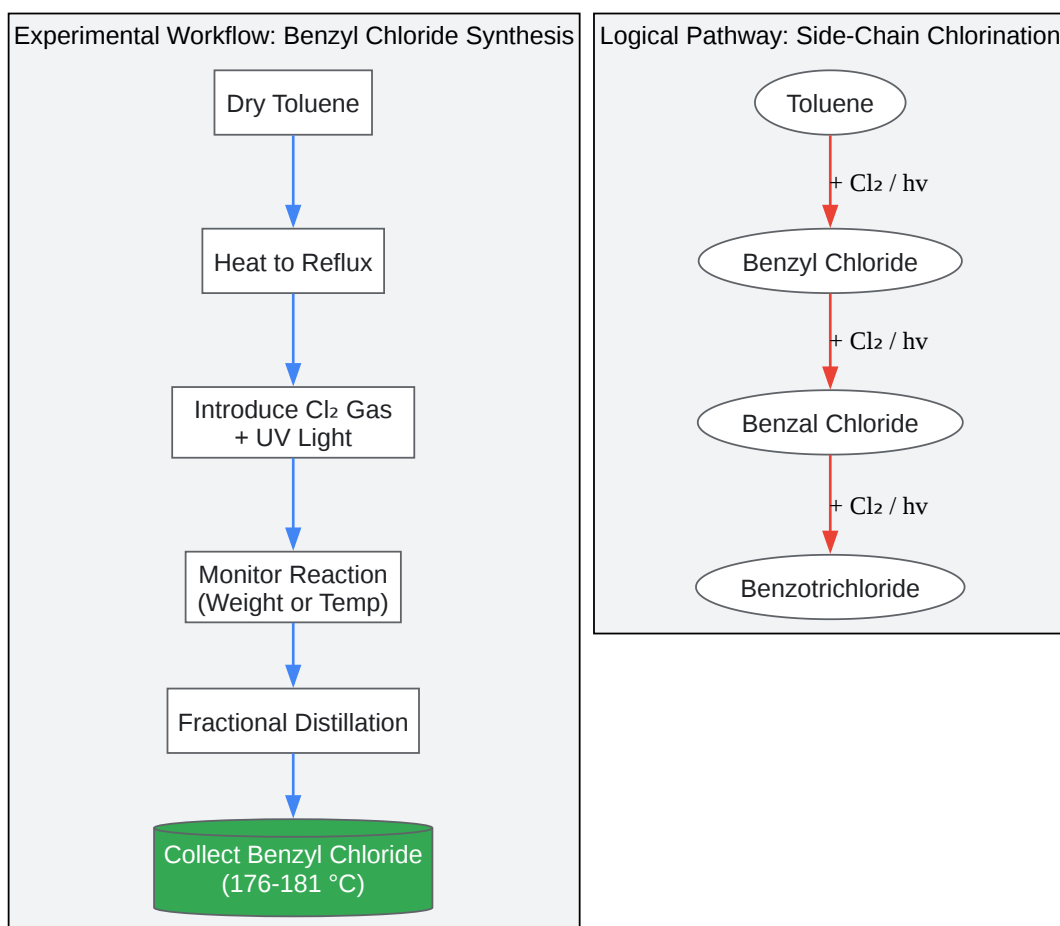 Experimental Workflow: Benzyl Chloride Synthesis
Dry Toluene
Heat to Reflux
Introduce Cl₂ Gas
+ UV Light
Monitor Reaction
(Weight or Temp)
Fractional Distillation
Collect Benzyl Chloride
(176-181 °C)
Logical Pathway: Side-Chain Chlorination
Toluene
+ Cl₂ / hv
Benzyl Chloride
+ Cl₂ / hv
Benzal Chloride
+ Cl₂ / hv
Benzotrichloride